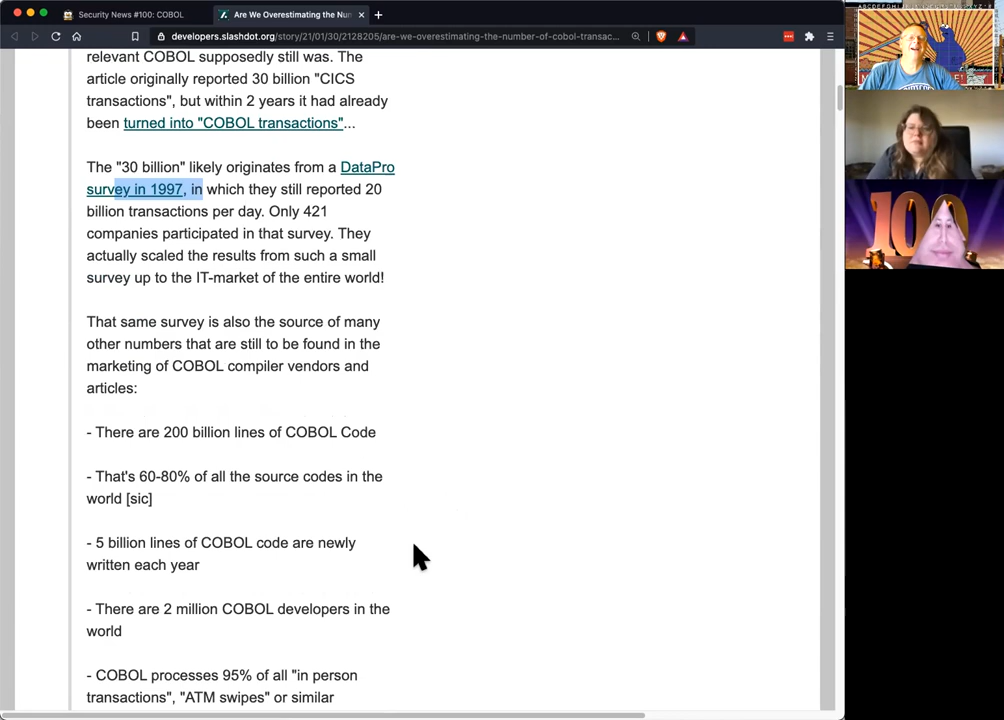 Security News #100: COBOL
Are We Overestimating the Num
developers.slashdot.org/story/21/01/30/2128205/are-we-overestimating-the-number-of-cobol-transac...
relevant COBOL supposedly still was. The
article originally reported 30 billion "CICS
transactions", but within 2 years it had already
been turned into "COBOL transactions"...
The "30 billion" likely originates from a DataPro
survey in 1997, in which they still reported 20
billion transactions per day. Only 421
companies participated in that survey. They
actually scaled the results from such a small
survey up to the IT-market of the entire world!
That same survey is also the source of many
other numbers that are still to be found in the
marketing of COBOL compiler vendors and
articles:
- There are 200 billion lines of COBOL Code
- That's 60-80% of all the source codes in the
world [sic]
- 5 billion lines of COBOL code are newly
written each year
- There are 2 million COBOL developers in the
world
- COBOL processes 95% of all "in person
transactions", "ATM swipes" or similar
100